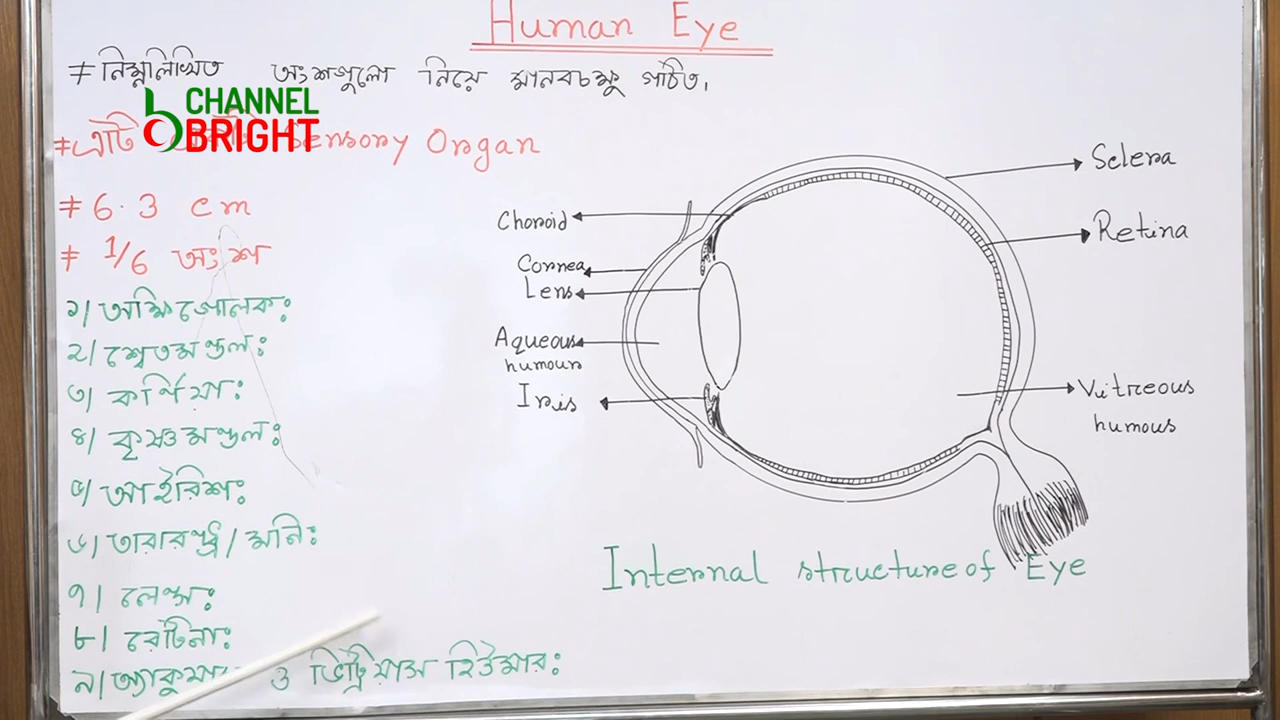 Human Eye
# নিম্নলিখিত অংশগুলো নিয়ে মানবচক্ষু গঠিত।
CHANNEL
BRIGHT
# এটি Sensory Organ
# 6.3 cm
# 1/6 অংশ
১| অক্ষিগোলকঃ
২| শ্বেতমণ্ডলঃ
৩| কর্ণিয়াঃ
৪| কৃষ্ণমণ্ডলঃ
৫| আইরিশঃ
৬| তারারন্ধ্র/মনিঃ
৭| লেন্সঃ
৮| রেটিনাঃ
৯| ও ভিট্রিয়াস হিউমারঃ
Choroid
Cornea
Lens
Aqueous
humour
Iris
Sclera
Retina
Vitreous
humous
Internal structure of Eye